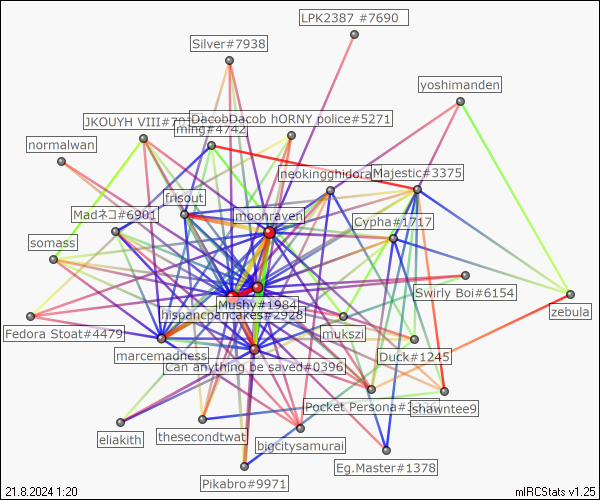 LPK2387 #7690
Silver#7938
yoshimanden
JKOUYH VIII#7
DacobDacob hORNY police#5271
ming#4742
normalwan
neokingghidora
Majestic#3375
frisout
Madネコ#6901
moonraven
Cypha#1717
somass
Swirly Boi#6154
zebula
Mushy#1984
hispancpancakes#2928
Fedora Stoat#4479
mukszi
marcemadness
Duck#1245
Can anything be saved#0396
Pocket Persona#
shawntee9
eliakith
thesecondtwat
bigcitysamurai
Eg.Master#1378
Pikabro#9971
21.8.2024 1:20
mIRCStats v1.25